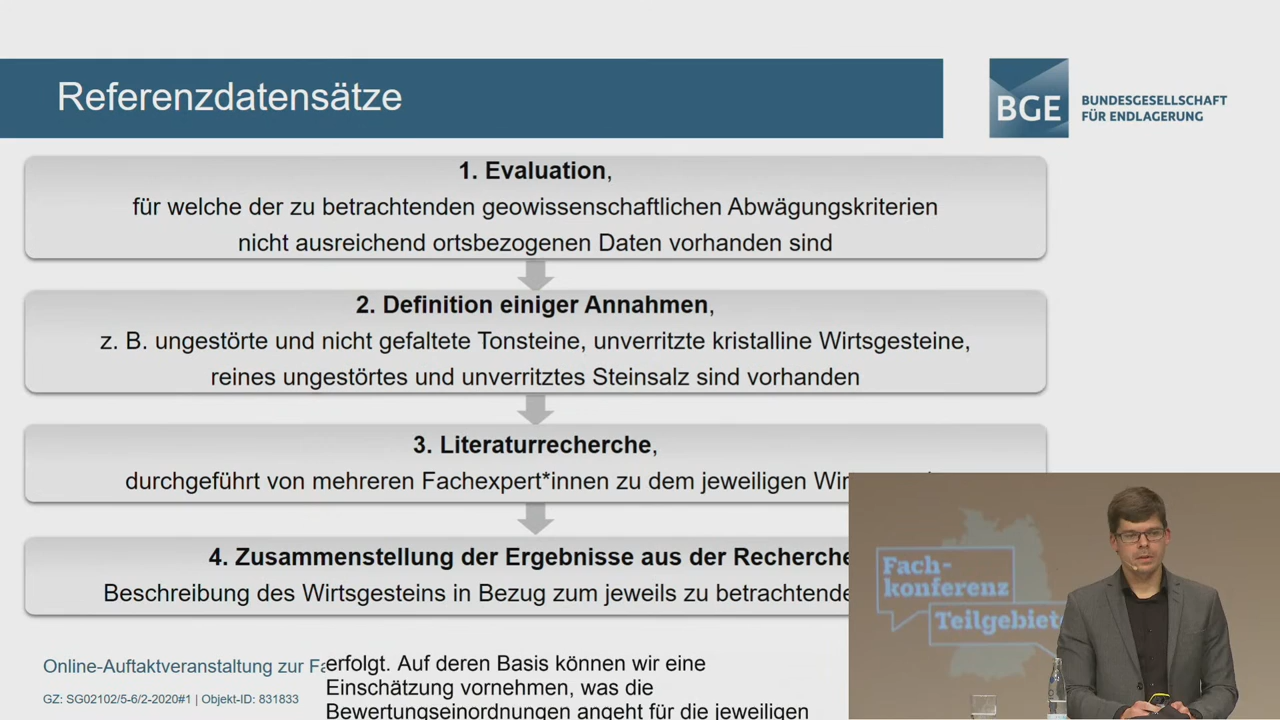 Referenzdatensätze
BGE
BUNDESGESELLSCHAFT
FÜR ENDLAGERUNG
1. Evaluation,
für welche der zu betrachtenden geowissenschaftlichen Abwägungskriterien
nicht ausreichend ortsbezogenen Daten vorhanden sind
2. Definition einiger Annahmen,
z. B. ungestörte und nicht gefaltete Tonsteine, unverritzte kristalline Wirtsgesteine,
reines ungestörtes und unverritztes Steinsalz sind vorhanden
3. Literaturrecherche,
durchgeführt von mehreren Fachexpert*innen zu dem jeweiligen
4. Zusammenstellung der Ergebnisse aus der Recherche
Beschreibung des Wirtsgesteins in Bezug zum jeweils zu betrachtende
Fach-
konferenz
Teilgebiete
Online-Auftaktveranstaltung zur
GZ: SG02102/5-6/2-2020#1 | Objekt-ID: 831833
erfolgt. Auf deren Basis können wir eine
Einschätzung vornehmen, was die
Bewertungseinordnungen angeht für die jeweiligen